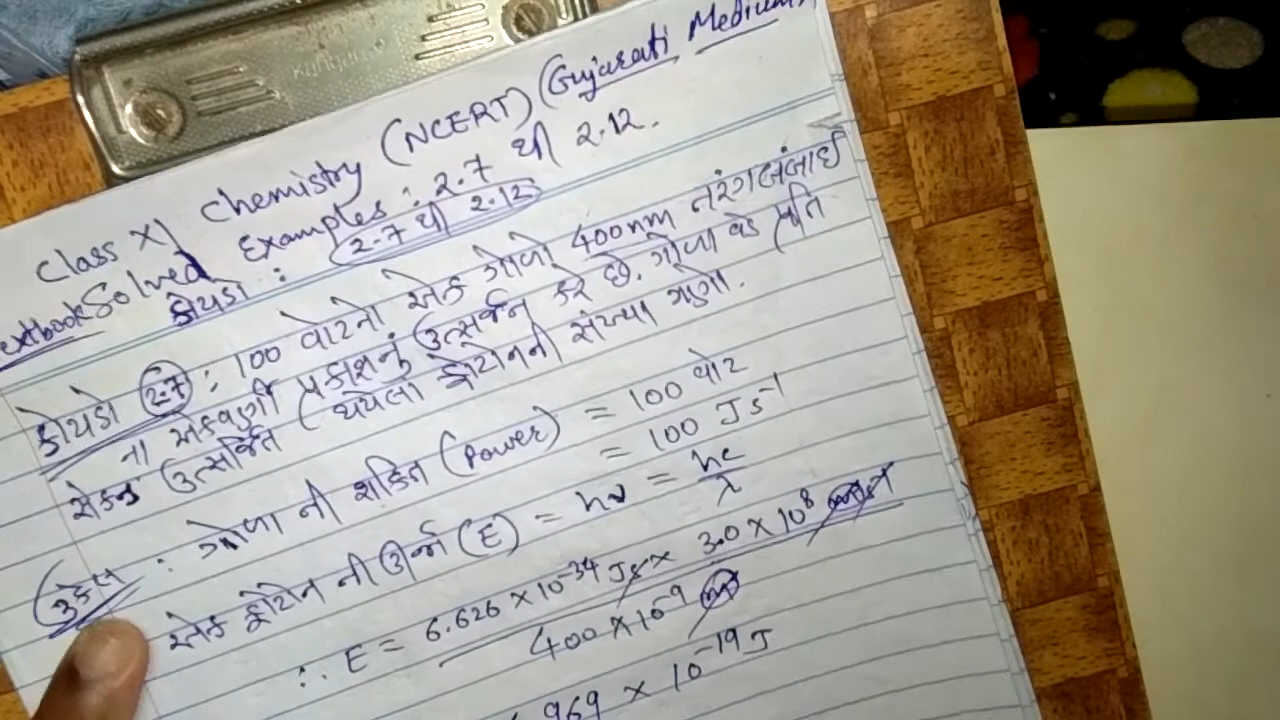 Class XI Chemistry (NCERT) (Gujarati Medium)
Textbook Solved Examples : 2.7 થી 2.12.
કોયડો : 2.7 થી 2.12
કોયડો 2.7 : 100 વોટનો એક ગોળો 400nm તરંગલંબાઈ
ના એકવર્ણી પ્રકાશનું ઉત્સર્જન કરે છે. ગોળા વડે પ્રતિ
સેકન્ડ ઉત્સર્જિત થયેલા ફોટોનની સંખ્યા ગણો.
ઉકેલ : ગોળા ની શક્તિ (Power) = 100 વોટ
= 100 J s⁻¹
એક ફોટોન ની ઊર્જા (E) = hν = hc/λ
∴ E = 6.626 × 10⁻³⁴ Js × 3.0 × 10⁸
400 × 10⁻⁹ m
969 × 10⁻¹⁹ J